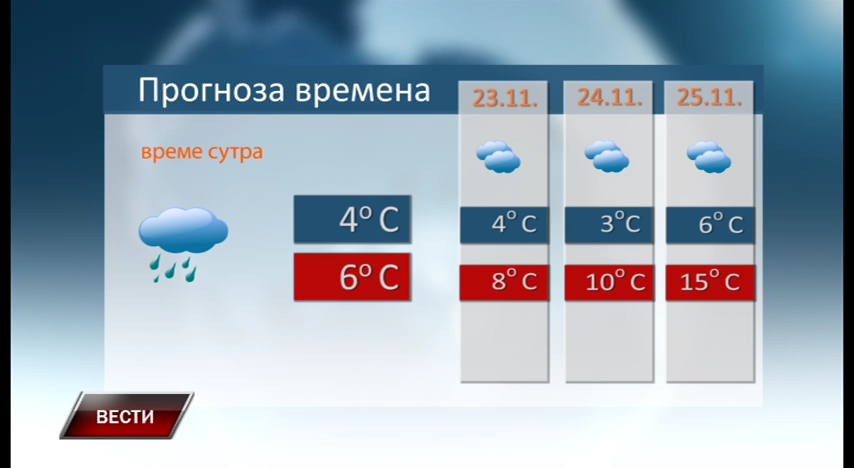 Прогноза времена
23.11.
24.11.
25.11.
време сутра
4° C
6° C
4° C
3°C
6° C
8° C
10° C
15° C
ВЕСТИ